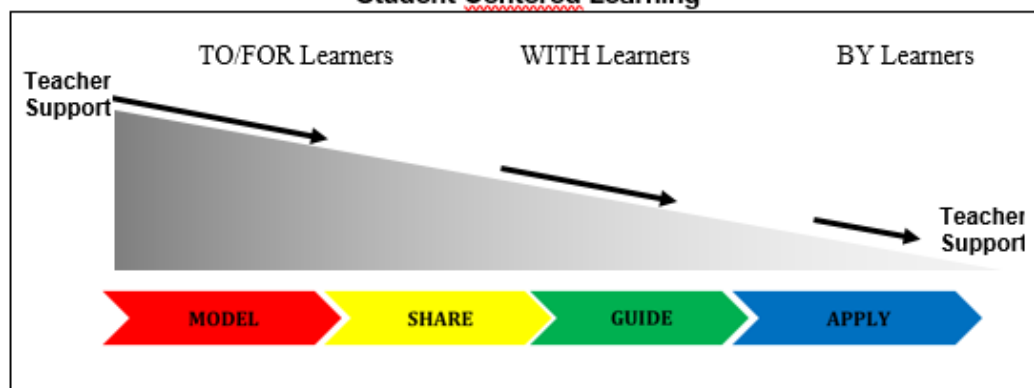 Student Centered Learning
TO/FOR Learners
WITH Learners
BY Learners
Teacher
Support
Teacher
Support
MODEL
SHARE
GUIDE
APPLY